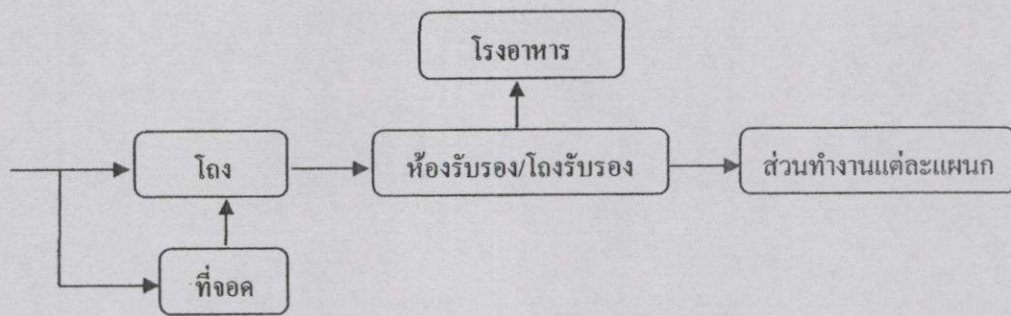 โรงอาหาร
โถง
ห้องรับรอง/โถงรับรอง
ส่วนทำงานแต่ละแผนก
ที่จอด